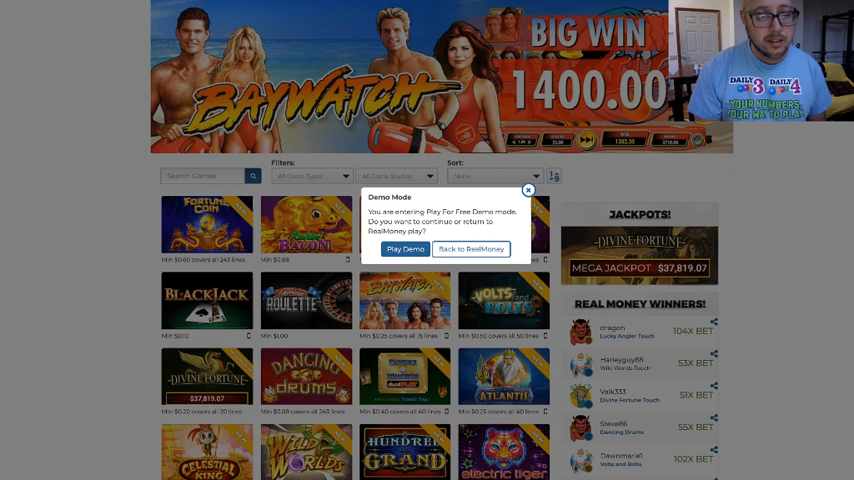 BAYWATCH
BIG WIN
1400.00
DAILY 3 DAILY 4
YOUR NUMBERS
YOUR WAY TO PLAY
WIN
1382.50
Filters:
Sort:
Search Games
All Game Types
All Game Studios
None
Demo Mode
You are entering Play For Free Demo mode.
Do you want to continue or return to
RealMoney play?
Play Demo
Back to RealMoney
FORTUNE
COIN
BACON!
Min $0.60 covers all 243 lines
Min $0.88
JACKPOTS!
DIVINE FORTUNE
MEGA JACKPOT $37,819.07
BLACKJACK
ROULETTE
BAYWATCH
VOLTS and
BOLTS
Min $0.10
Min $1.00
Min $0.25 covers all 15 lines
Min $0.50 covers all 50 lines
REAL MONEY WINNERS!
dragon
Lucky Angler Touch
104X BET
Harleyguy88
Wild Worlds Touch
53X BET
Valk333
Divine Fortune Touch
51X BET
Steve86
Dancing Drums
55X BET
Dawnmarie1
Volts and Bolts
102X BET
DIVINE FORTUNE
$37,819.07
DANCING
DRUMS
ATLANTIS
Min $0.20 covers all 20 lines
Min $0.88 covers all 243 lines
Min $0.40 covers all 40 lines
Min $0.25 covers all 40 lines
CELESTIAL
KING
WILD
WORLDS
HUNDRED
GRAND
electric tiger